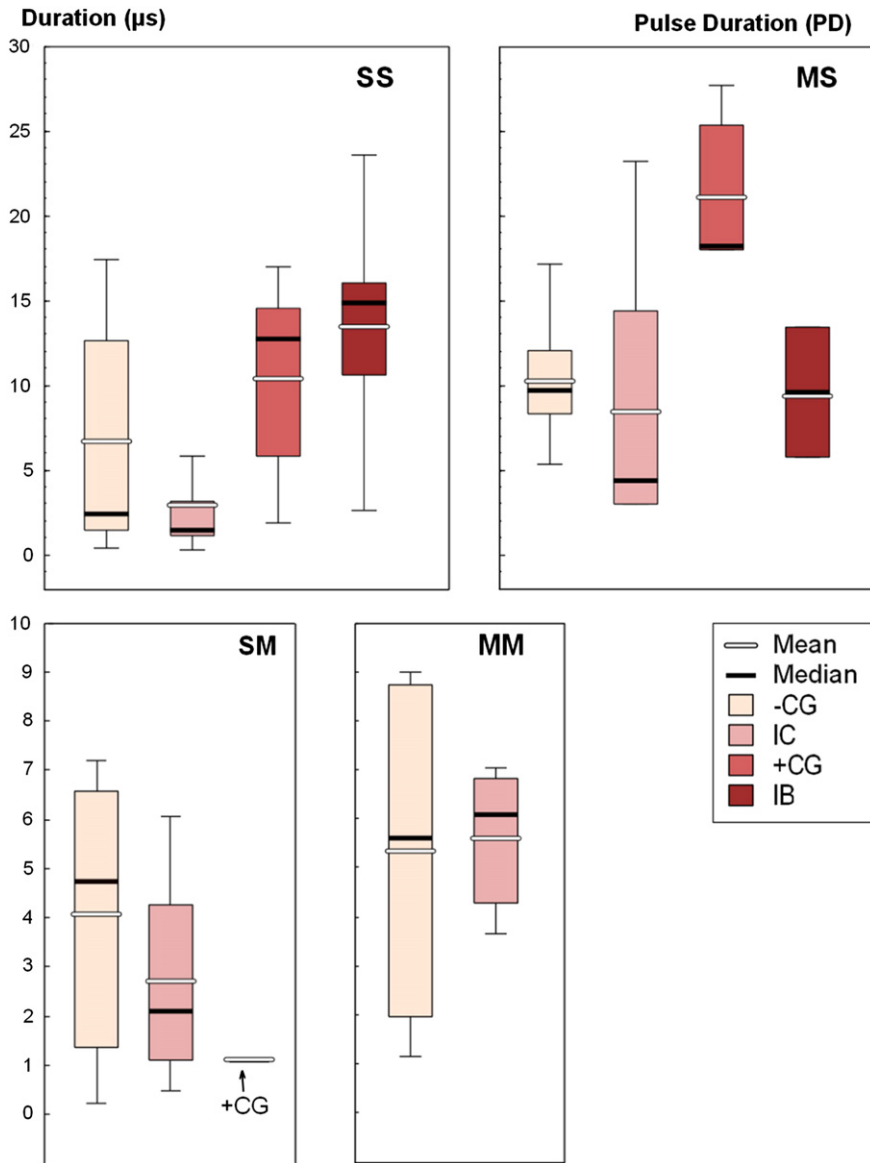 Duration (µs)
Pulse Duration (PD)
30
25
20
15
10
5
0
SS
MS
10
9
8
7
6
5
4
3
2
1
0
SM
+CG
MM
Mean
Median
-CG
IC
+CG
IB